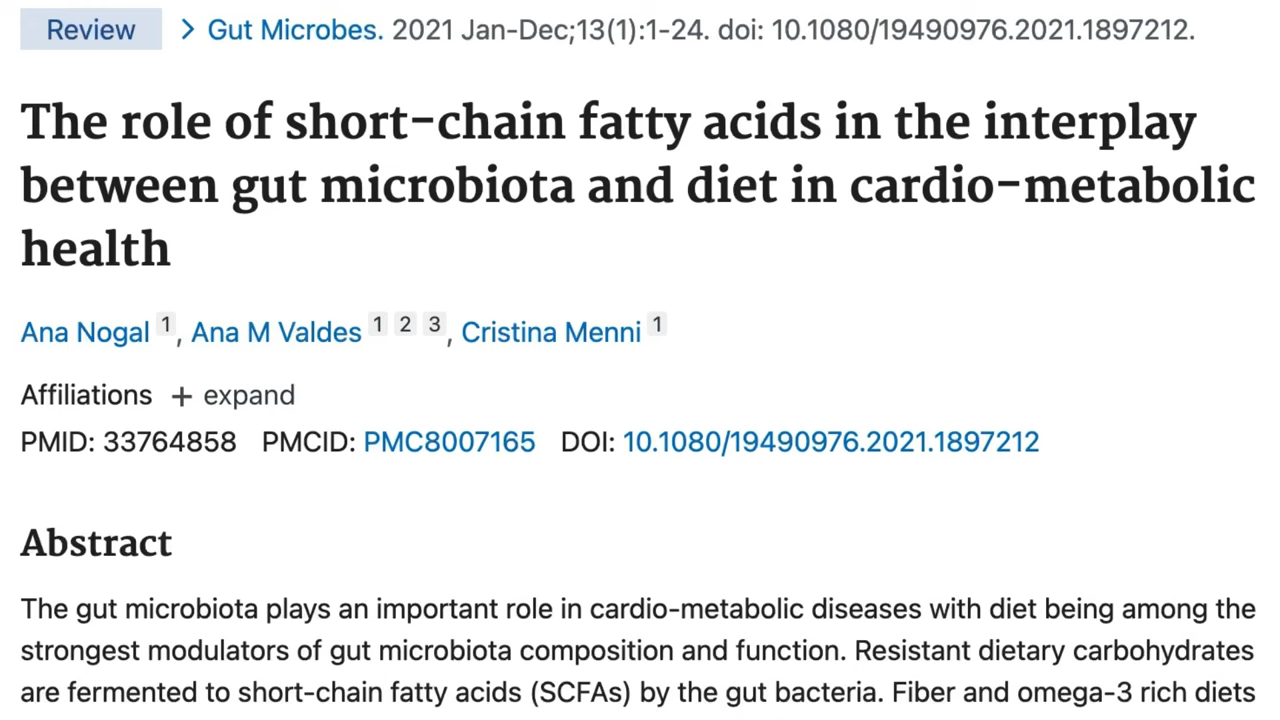 Review > Gut Microbes. 2021 Jan-Dec;13(1):1-24. doi: 10.1080/19490976.2021.1897212.
The role of short-chain fatty acids in the interplay
between gut microbiota and diet in cardio-metabolic
health
Ana Nogal 1, Ana M Valdes 1 2 3, Cristina Menni 1
Affiliations + expand
PMID: 33764858 PMCID: PMC8007165 DOI: 10.1080/19490976.2021.1897212
Abstract
The gut microbiota plays an important role in cardio-metabolic diseases with diet being among the
strongest modulators of gut microbiota composition and function. Resistant dietary carbohydrates
are fermented to short-chain fatty acids (SCFAs) by the gut bacteria. Fiber and omega-3 rich diets